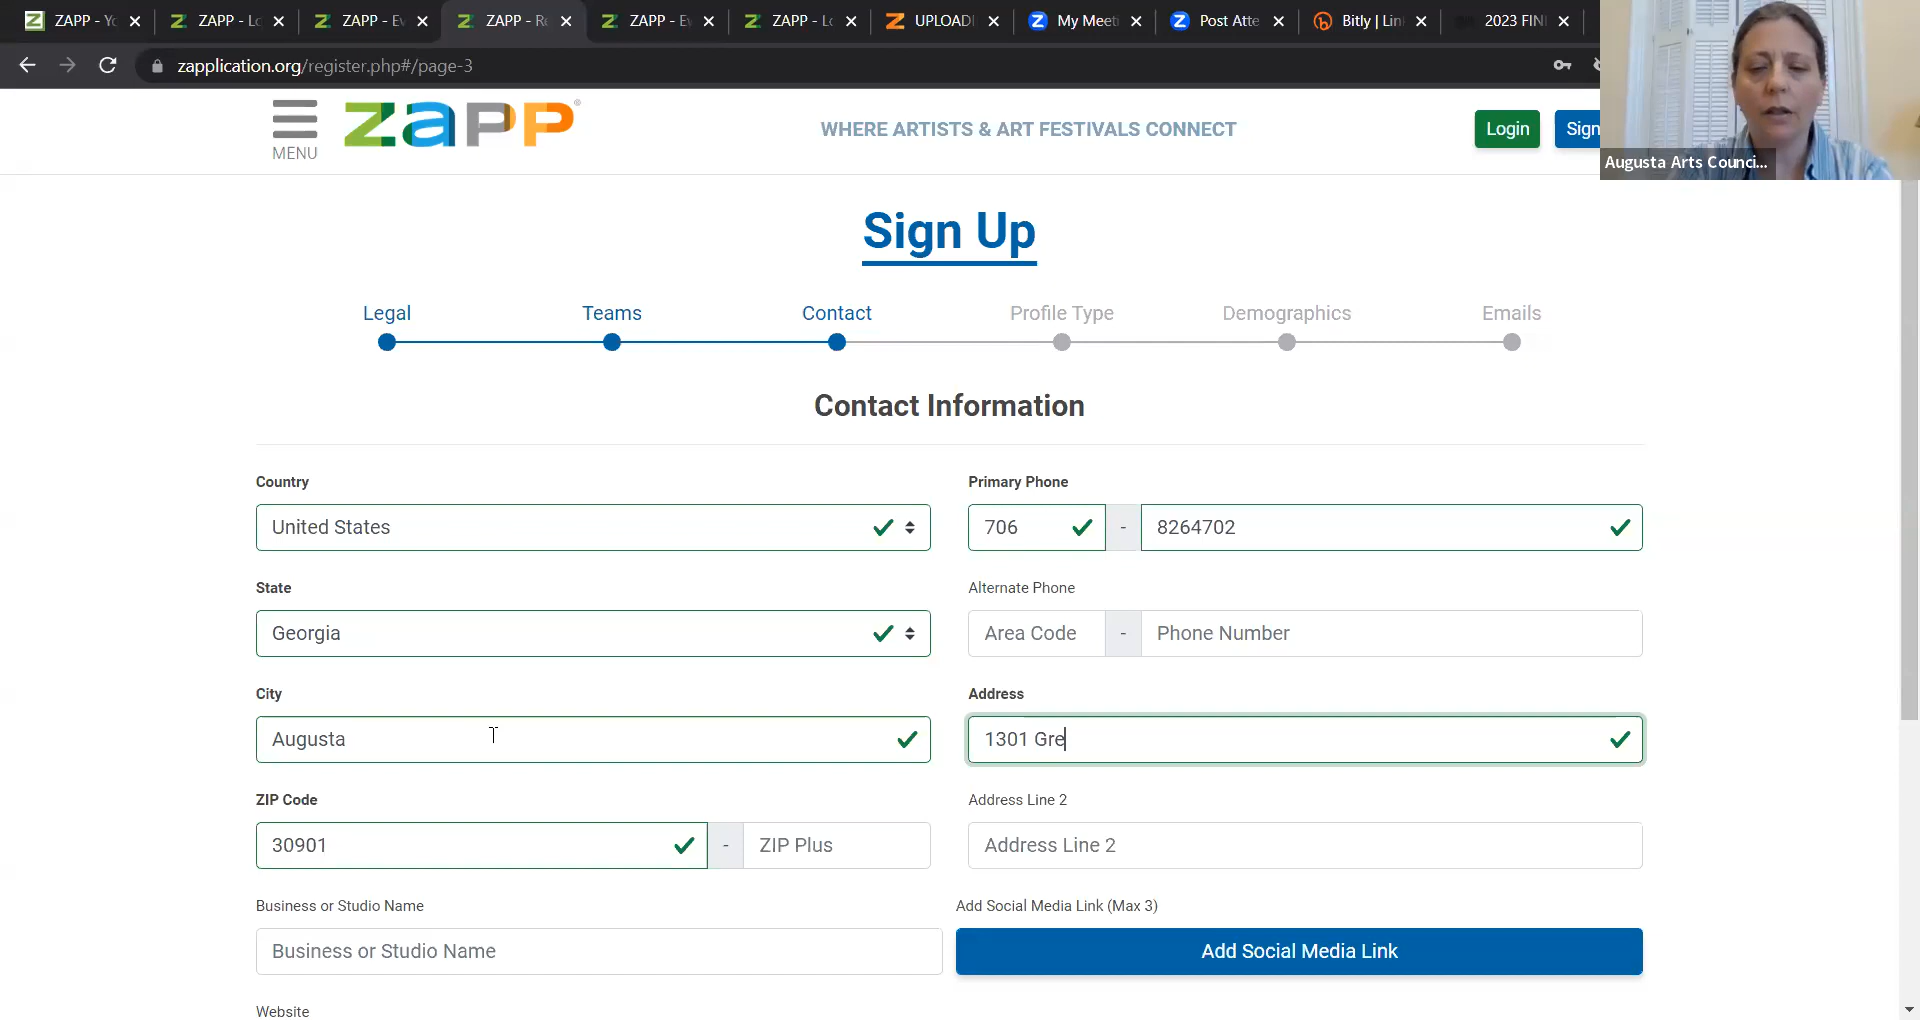 ZAPP - Yo
ZAPP - Lo
ZAPP - Ev
ZAPP - Re
ZAPP - Ev
ZAPP - Lo
UPLOADI
My Meeti
Post Atte
Bitly | Lin
2023 FIN
zapplication.org/register.php#/page-3
MENU
zapp®
WHERE ARTISTS & ART FESTIVALS CONNECT
Login
Sign
Augusta Arts Counci...
Sign Up
Legal
Teams
Contact
Profile Type
Demographics
Emails
Contact Information
Country
Primary Phone
United States
706
-
8264702
State
Alternate Phone
Georgia
Area Code
-
Phone Number
City
Address
Augusta
1301 Gre
ZIP Code
Address Line 2
30901
-
ZIP Plus
Address Line 2
Business or Studio Name
Add Social Media Link (Max 3)
Business or Studio Name
Add Social Media Link
Website